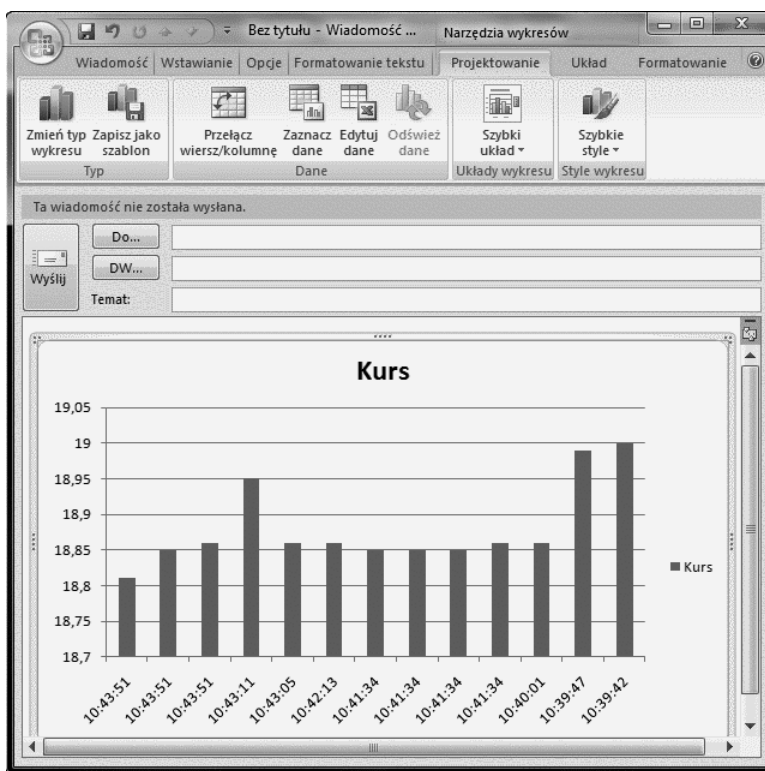 Bez tytułu - Wiadomość ...
Narzędzia wykresów
Wiadomość
Wstawianie
Opcje
Formatowanie tekstu
Projektowanie
Układ
Formatowanie
Zmień typ
wykresu
Zapisz jako
szablon
Przełącz
wiersz/kolumnę
Zaznacz
dane
Edytuj
dane
Odśwież
dane
Szybki
układ
Szybkie
style
Typ
Dane
Układy wykresu
Style wykresu
Ta wiadomość nie została wysłana.
Wyślij
Do...
DW...
Temat:
Kurs
19,05
19
18,95
18,9
18,85
18,8
18,75
18,7
Kurs
10:43:51
10:43:51
10:43:51
10:43:11
10:43:05
10:42:13
10:41:34
10:41:34
10:41:34
10:41:34
10:40:01
10:39:47
10:39:42